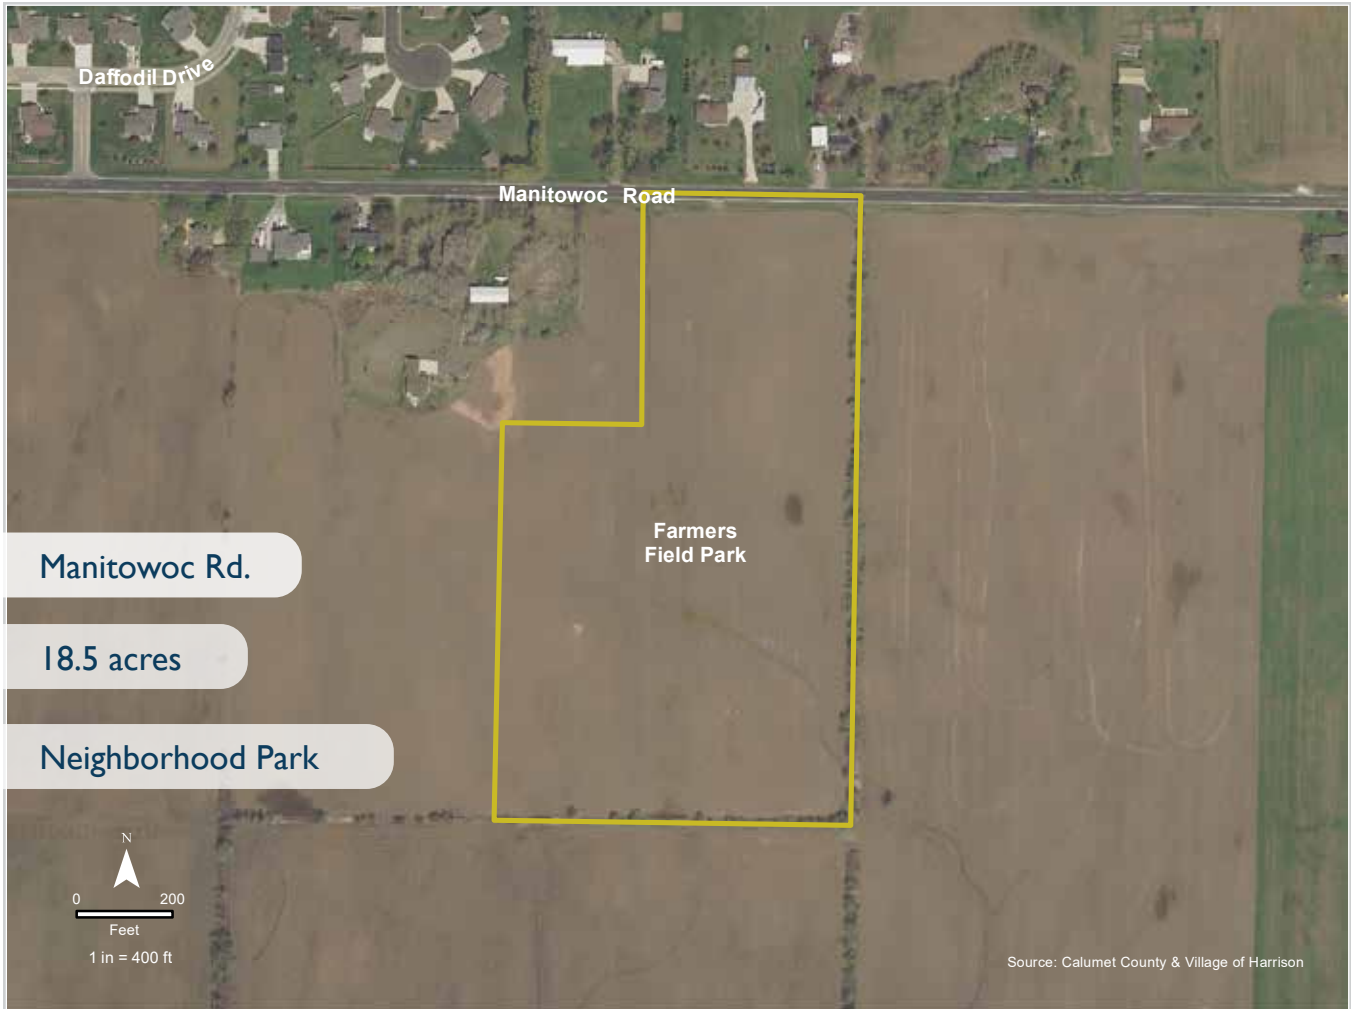 Daffodil Drive
Manitowoc Road
Farmers
Field Park
Manitowoc Rd.
18.5 acres
Neighborhood Park
N
0 200
Feet
1 in = 400 ft
Source: Calumet County & Village of Harrison